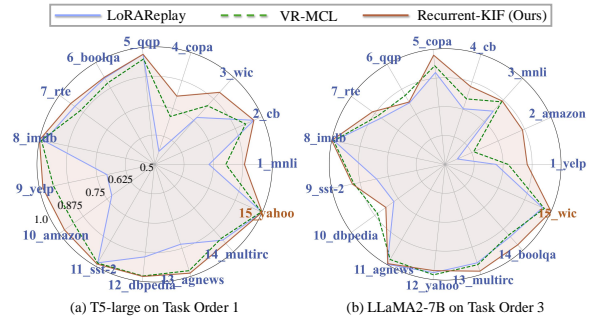 LoRAReplay VR-MCL Recurrent-KIF (Ours)
5_qqp
4_copa
6_boolqa
3_wic
7_rte
2_cb
8_imdb
1_mnli
0.5
0.625
0.75
0.875
1.0
9_yelp
15_yahoo
10_amazon
14_multirc
11_sst-2
13_agnews
12_dbpedia
(a) T5-large on Task Order 1
5_copa
4_cb
6_qqp
3_mnli
7_rte
2_amazon
8_imdb
1_yelp
9_sst-2
15_wic
10_dbpedia
14_boolqa
11_agnews
13_multirc
12_yahoo
(b) LLaMA2-7B on Task Order 3